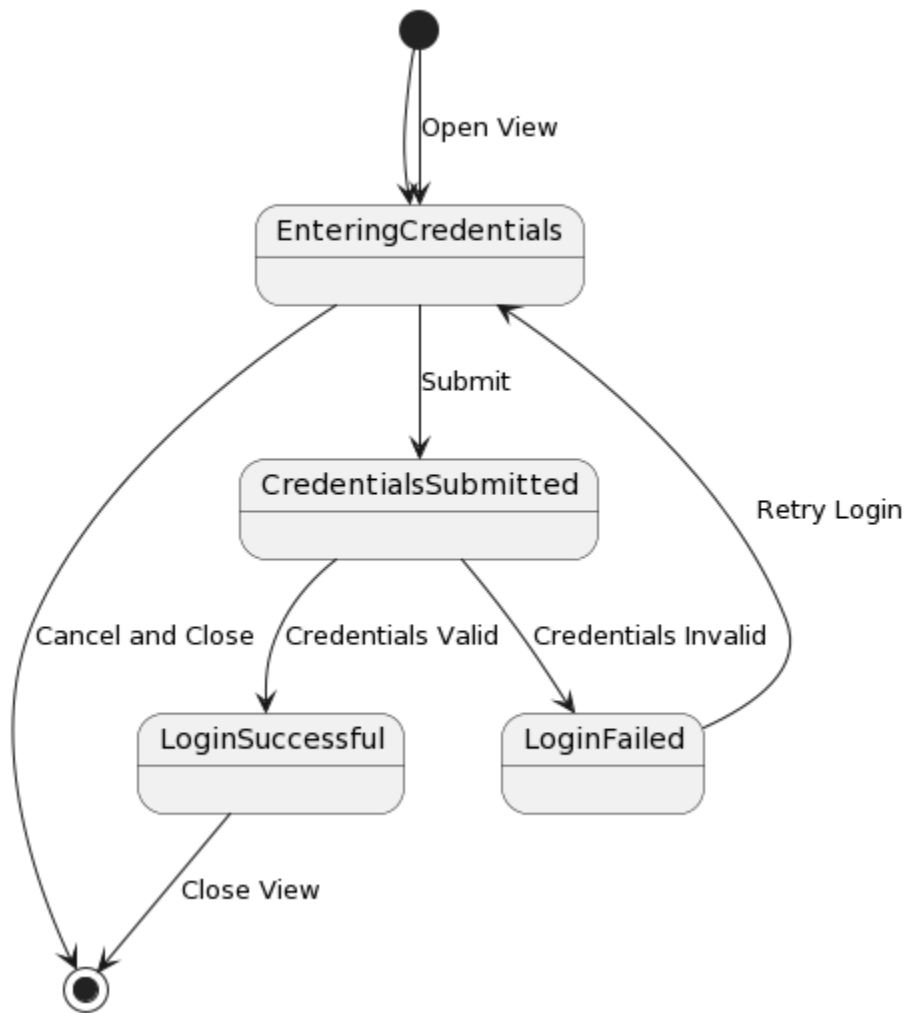 Open View
EnteringCredentials
Submit
CredentialsSubmitted
Retry Login
Cancel and Close
Credentials Valid
Credentials Invalid
LoginSuccessful
LoginFailed
Close View